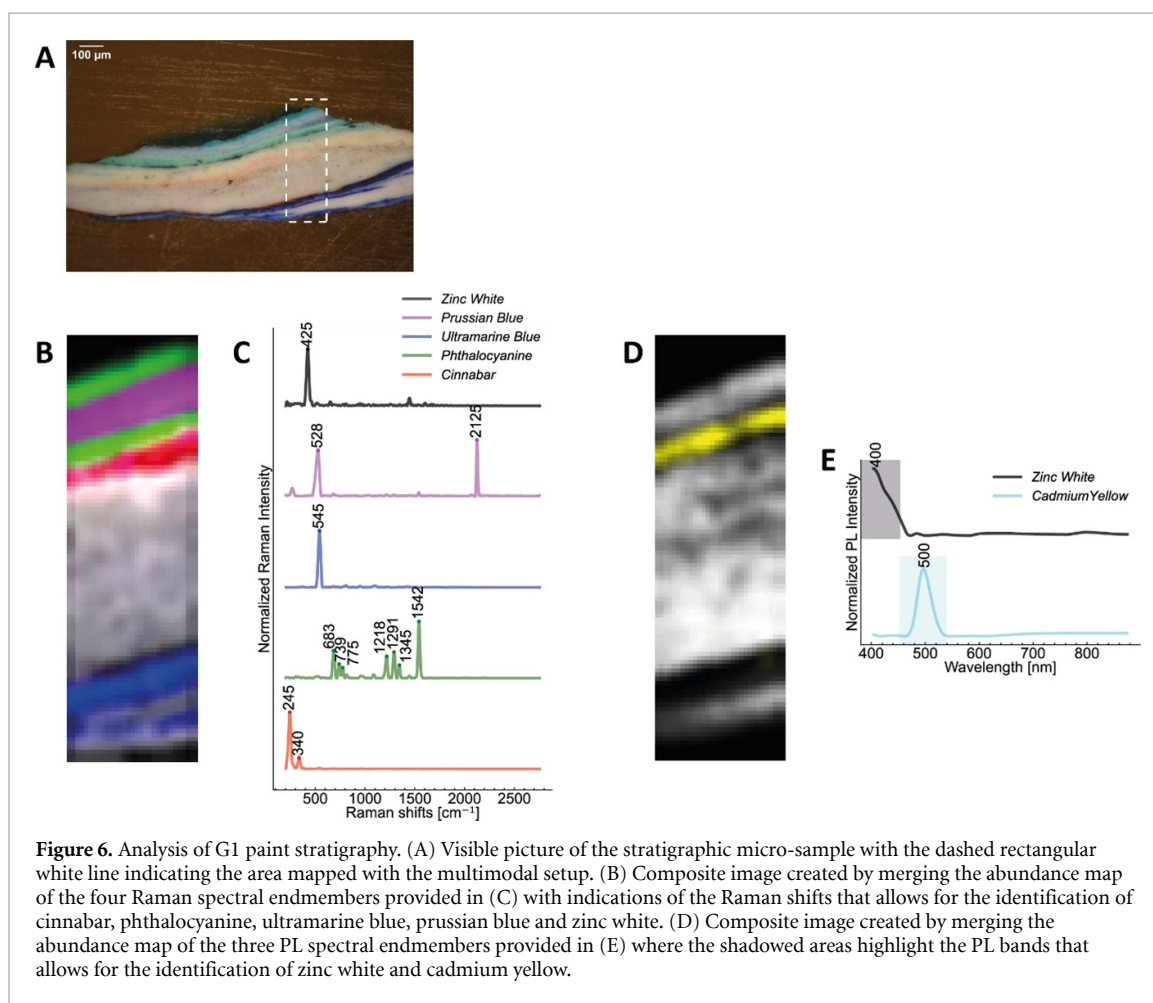 A
100 μm
B
C
Zinc White
Prussian Blue
Ultramarine Blue
Phthalocyanine
Cinnabar
425
528
2125
545
683
739
775
1218
1291
1345
1542
245
340
Normalized Raman Intensity
500 1000 1500 2000 2500
Raman shifts [cm⁻¹]
D
E
Zinc White
CadmiumYellow
400
500
Normalized PL Intensity
400 500 600 700 800
Wavelength [nm]
Figure 6. Analysis of G1 paint stratigraphy. (A) Visible picture of the stratigraphic micro-sample with the dashed rectangular
white line indicating the area mapped with the multimodal setup. (B) Composite image created by merging the abundance map
of the four Raman spectral endmembers provided in (C) with indications of the Raman shifts that allows for the identification of
cinnabar, phthalocyanine, ultramarine blue, prussian blue and zinc white. (D) Composite image created by merging the
abundance map of the three PL spectral endmembers provided in (E) where the shadowed areas highlight the PL bands that
allows for the identification of zinc white and cadmium yellow.